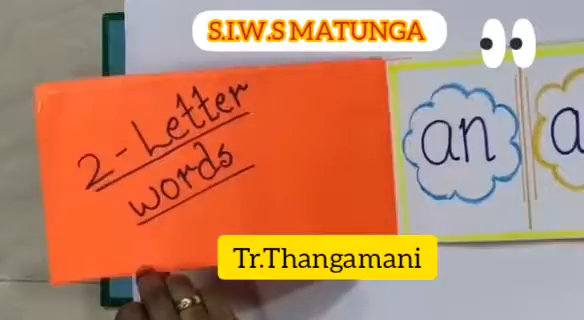 S.I.W.S MATUNGA
2-Letter
words
an
a
Tr.Thangamani